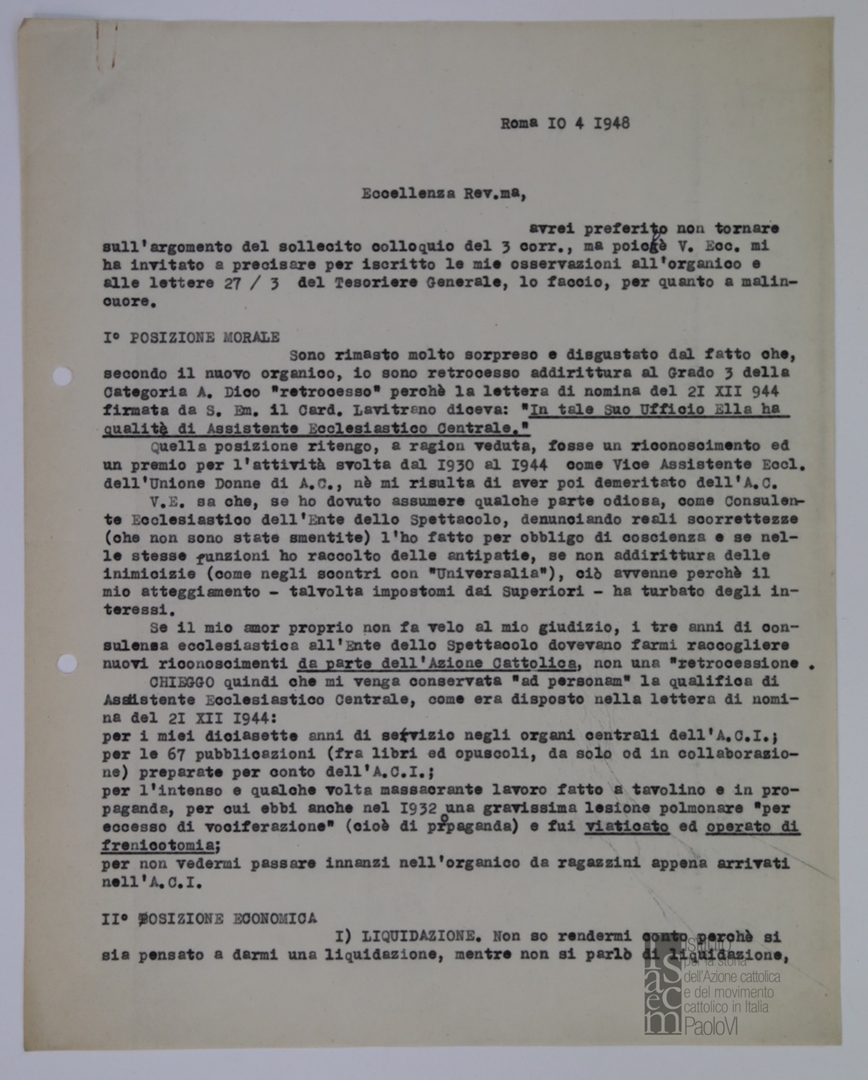 Roma IO 4 I948
Eccellenza Rev.ma,
avrei preferito non tornare
sull'argomento del sollecito colloquio del 3 corr., ma poichè V. Ecc. mi
ha invitato a precisare per iscritto le mie osservazioni all'organico e
alle lettere 27 / 3 del Tesoriere Generale, lo faccio, per quanto a malin-
cuore.
I° POSIZIONE MORALE
Sono rimasto molto sorpreso e disgustato dal fatto che,
secondo il nuovo organico, io sono retrocesso addirittura al Grado 3 della
Categoria A. Dico "retrocesso" perchè la lettera di nomina del 2I XII 944
firmata da S. Em. il Card. Lavitrano diceva: "In tale Suo Ufficio Ella ha
qualità di Assistente Ecclesiastico Centrale."
Quella posizione ritengo, a ragion veduta, fosse un riconoscimento ed
un premio per l'attività svolta dal I930 al I944 come Vice Assistente Eccl.
dell'Unione Donne di A.C., nè mi risulta di aver poi demeritato dell'A.C.
V.E. sa che, se ho dovuto assumere qualche parte odiosa, come Consulen-
te Ecclesiastico dell'Ente dello Spettacolo, denunciando reali scorrettezze
(che non sono state smentite) l'ho fatto per obbligo di coscienza e se nel-
le stesse funzioni ho raccolto delle antipatie, se non addirittura delle
inimicizie (come negli scontri con "Universalia"), ciò avvenne perchè il
mio atteggiamento - talvolta impostomi dai Superiori - ha turbato degli in-
teressi.
Se il mio amor proprio non fa velo al mio giudizio, i tre anni di con-
sulensa ecclesiastica all'Ente dello Spettacolo dovevano farmi raccogliere
nuovi riconoscimenti da parte dell'Azione Cattolica, non una "retrocessione .
CHIEGGO quindi che mi venga conservata "ad personam" la qualifica di
Assistente Ecclesiastico Centrale, come era disposto nella lettera di nomi-
na del 2I XII I944:
per i miei diciasette anni di servizio negli organi centrali dell'A.C.I.;
per le 67 pubblicazioni (fra libri ed opuscoli, da solo od in collaborazio-
ne) preparate per conto dell'A.C.I.;
per l'intenso e qualche volta massacrante lavoro fatto a tavolino e in pro-
paganda, per cui ebbi anche nel I932 una gravissima lesione polmonare "per
eccesso di vociferazione" (cioè di propaganda) e fui viaticato ed operato di
frenicotomia;
per non vedermi passare innanzi nell'organico da ragazzini appena arrivati
nell'A.C.I.
II° POSIZIONE ECONOMICA
I) LIQUIDAZIONE. Non so rendermi conto perchè si
sia pensato a darmi una liquidazione, mentre non si parlò di liquidazione,
isacem
Istituto
per la storia
dell'Azione cattolica
e del movimento
cattolico in Italia
PaoloVI